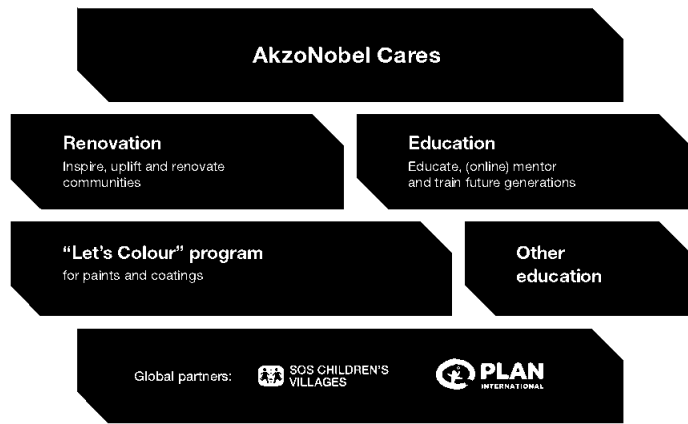 AkzoNobel Cares
Renovation
Inspire, uplift and renovate
communities
Education
Educate, (online) mentor
and train future generations
“Let’s Colour” program
for paints and coatings
Other
education
Global partners:
SOS CHILDREN’S
VILLAGES
PLAN
INTERNATIONAL